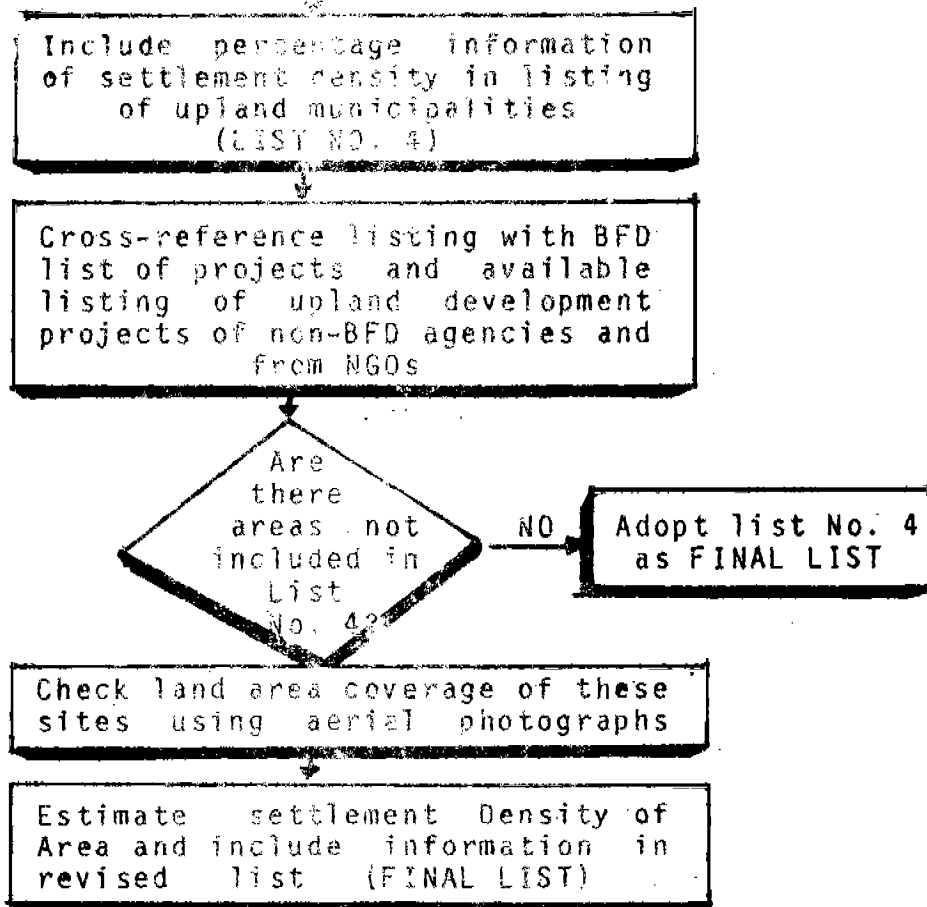 Include percentage information
of settlement density in listing
of upland municipalities
(LIST NO. 4)
Cross-reference listing with BFD
list of projects and available
listing of upland development
projects of non-BFD agencies and
from NGOs
Are
there
areas not
included in
List
No. 4?
NO
Adopt list No. 4
as FINAL LIST
Check land area coverage of these
sites using aerial photographs
Estimate settlement Density of
Area and include information in
revised list (FINAL LIST)